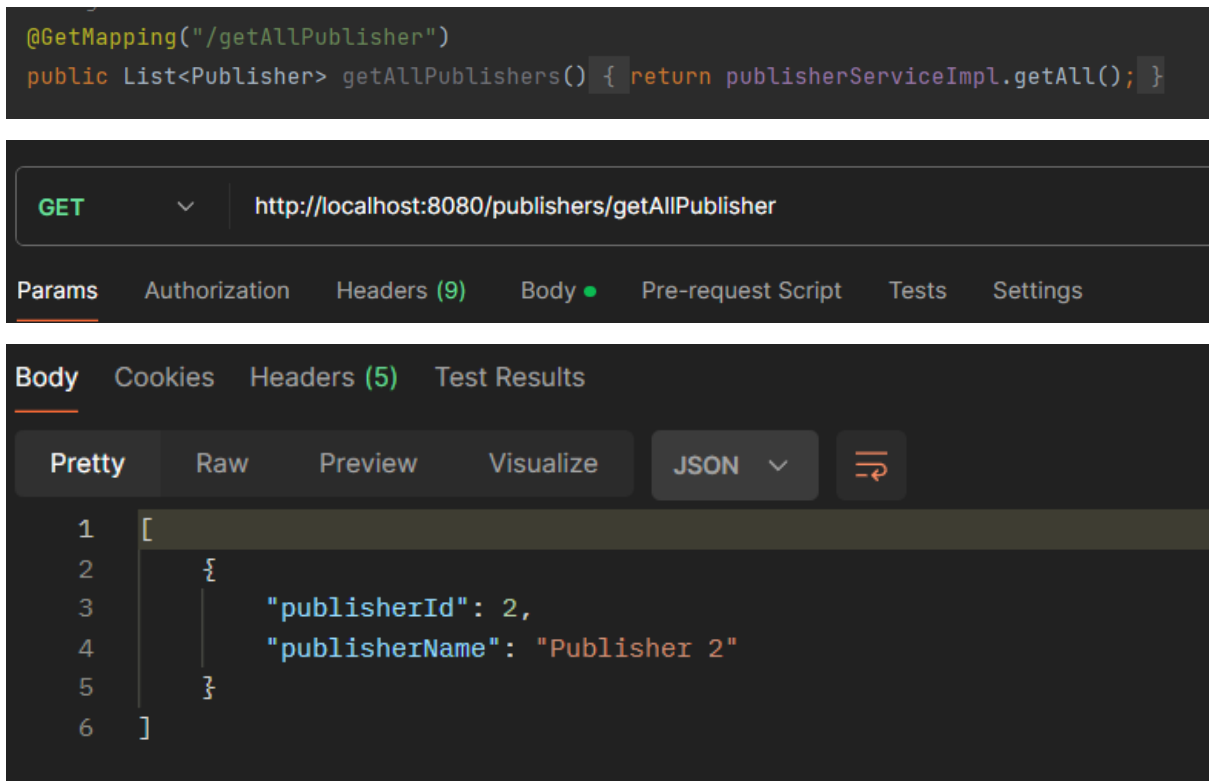 @GetMapping("/getAllPublisher")
public List<Publisher> getAllPublishers() { return publisherServiceImpl.getAll(); }
GET http://localhost:8080/publishers/getAllPublisher
Params Authorization Headers (9) Body Pre-request Script Tests Settings
Body Cookies Headers (5) Test Results
Pretty Raw Preview Visualize JSON
1 [
2 {
3 "publisherId": 2,
4 "publisherName": "Publisher 2"
5 }
6 ]